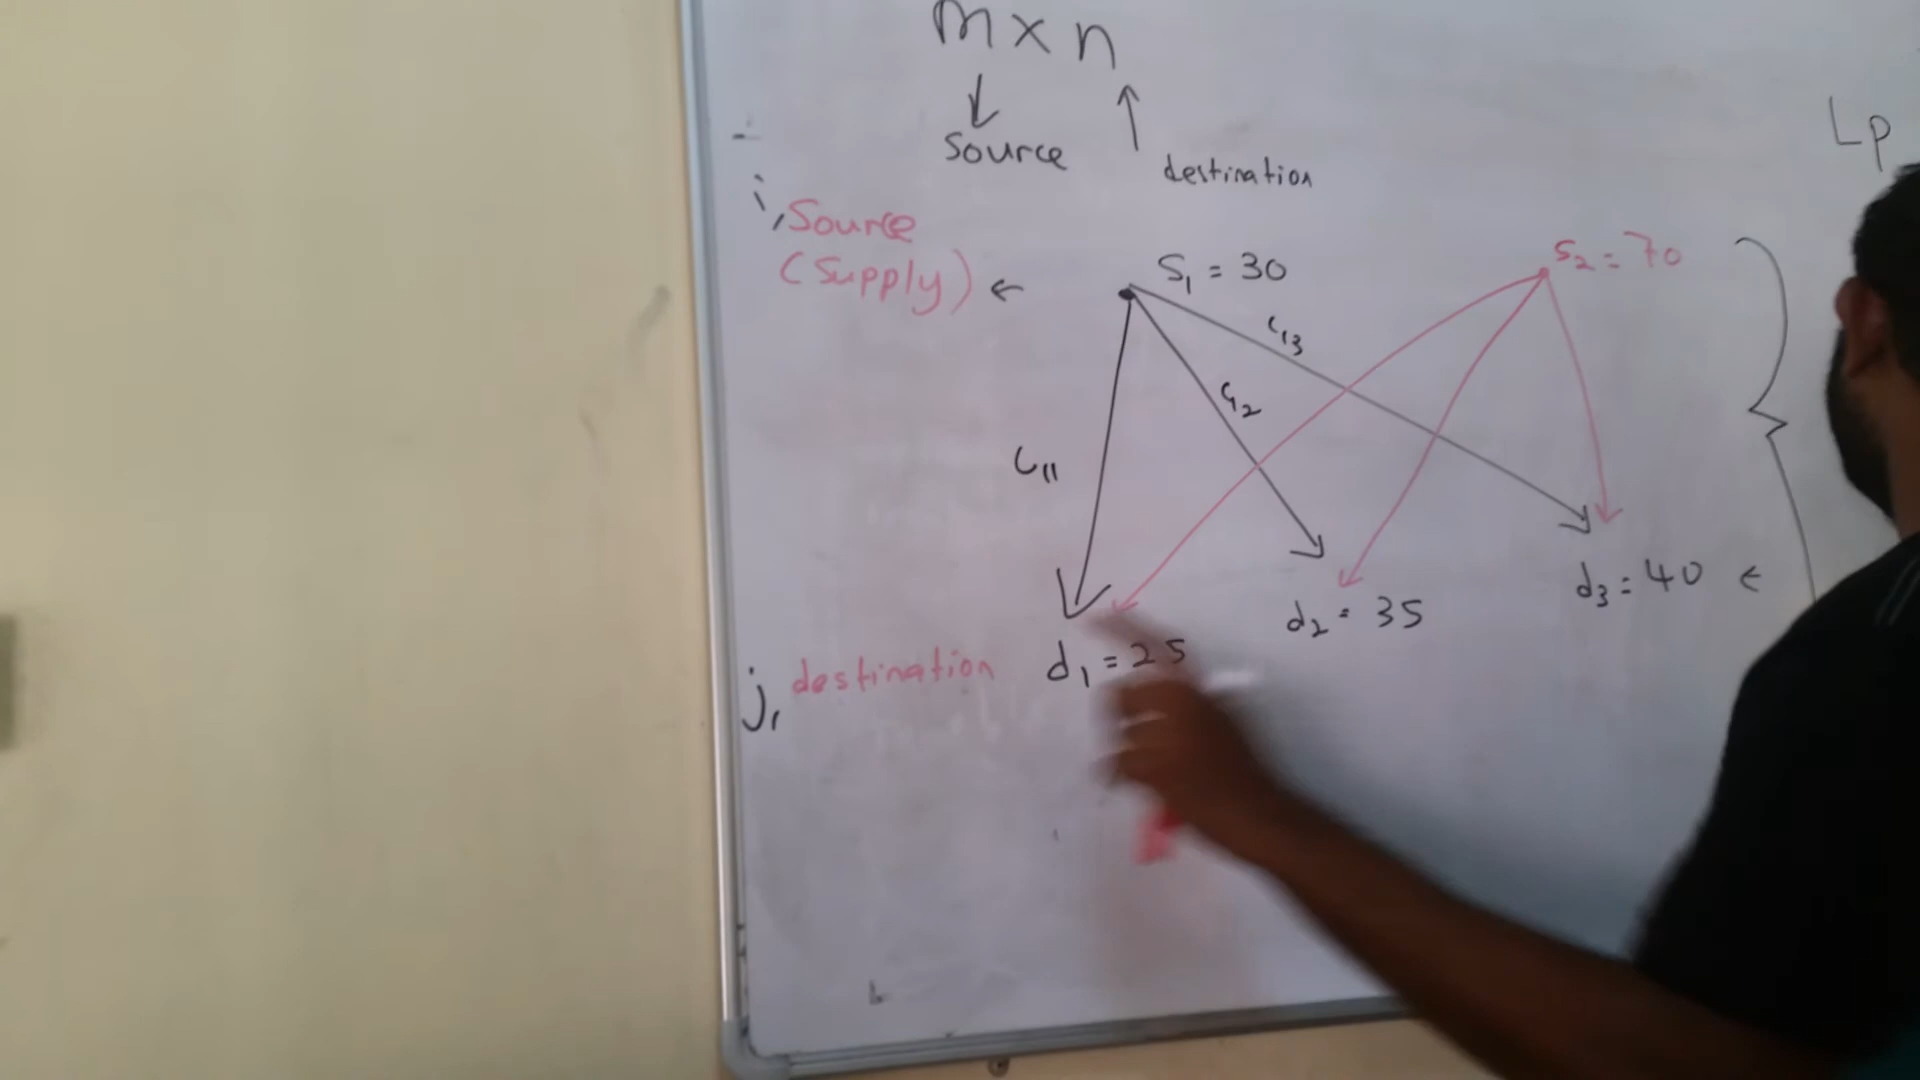 m × n
↓ ↑
Source
destination
Lp
i, Source
(Supply) ←
S₁ = 30
S₂ = 70
C₁₃
C₁₂
C₁₁
d₃ = 40 ←
d₂ = 35
j, destination
d₁ = 25